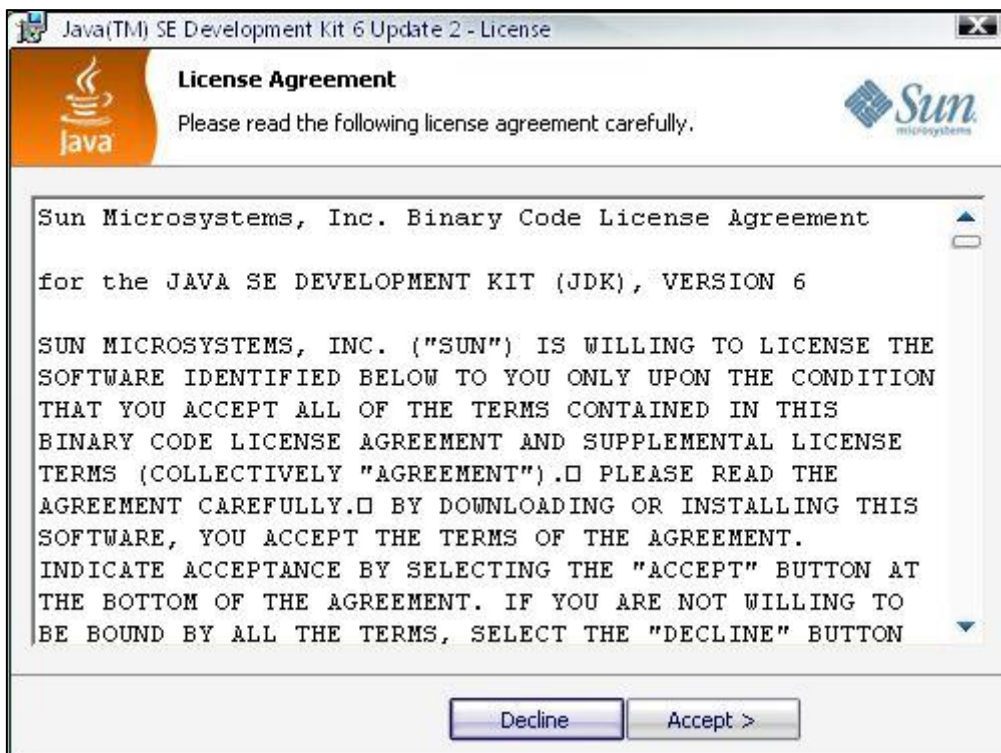 Java(TM) SE Development Kit 6 Update 2 - License
License Agreement
Please read the following license agreement carefully.
Java
Sun
microsystems
Sun Microsystems, Inc. Binary Code License Agreement
for the JAVA SE DEVELOPMENT KIT (JDK), VERSION 6
SUN MICROSYSTEMS, INC. ("SUN") IS WILLING TO LICENSE THE
SOFTWARE IDENTIFIED BELOW TO YOU ONLY UPON THE CONDITION
THAT YOU ACCEPT ALL OF THE TERMS CONTAINED IN THIS
BINARY CODE LICENSE AGREEMENT AND SUPPLEMENTAL LICENSE
TERMS (COLLECTIVELY "AGREEMENT").□ PLEASE READ THE
AGREEMENT CAREFULLY.□ BY DOWNLOADING OR INSTALLING THIS
SOFTWARE, YOU ACCEPT THE TERMS OF THE AGREEMENT.
INDICATE ACCEPTANCE BY SELECTING THE "ACCEPT" BUTTON AT
THE BOTTOM OF THE AGREEMENT. IF YOU ARE NOT WILLING TO
BE BOUND BY ALL THE TERMS, SELECT THE "DECLINE" BUTTON
Decline
Accept >